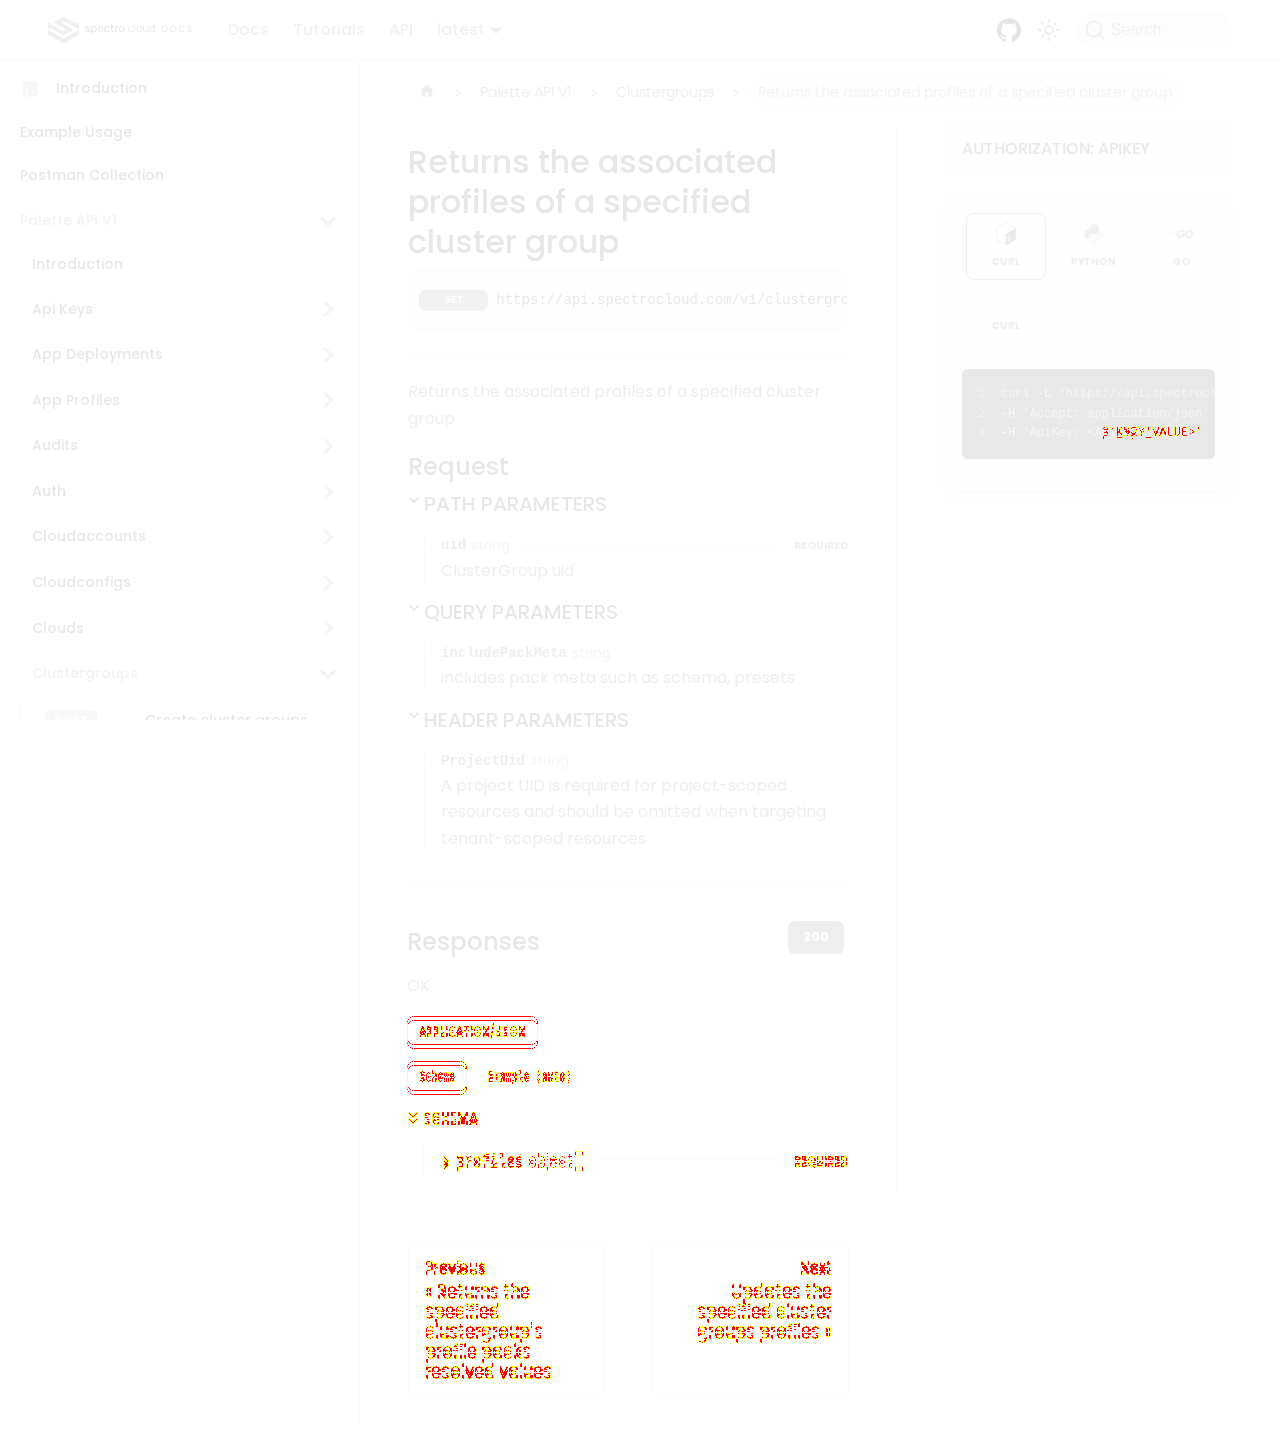 spectro cloud DOCS
Docs
Tutorials
API
latest
Search
Introduction
Example Usage
Postman Collection
Palette API V1
Introduction
Api Keys
App Deployments
App Profiles
Audits
Auth
Cloudaccounts
Cloudconfigs
Clouds
Clustergroups
Create cluster groups
Palette API V1
Clustergroups
Returns the associated profiles of a specified cluster group
Returns the associated
profiles of a specified
cluster group
GET https://api.spectrocloud.com/v1/clustergro
Returns the associated profiles of a specified cluster
group
Request
PATH PARAMETERS
uid string REQUIRED
ClusterGroup uid
QUERY PARAMETERS
includePackMeta string
includes pack meta such as schema, presets
HEADER PARAMETERS
ProjectUid string
A project UID is required for project-scoped
resources and should be omitted when targeting
tenant-scoped resources
Responses
200
OK
APPLICATION/JSON
Schema
Example (auto)
SCHEMA
profiles object[] REQUIRED
Previous
« Returns the
specified
clustergroup's
profile packs
resolved values
Next
Updates the
specified cluster
groups profiles »
AUTHORIZATION: APIKEY
CURL
PYTHON
GO
GO
CURL
1 curl -L 'https://api.spectrocl
2 -H 'Accept: application/json'
3 -H 'ApiKey: VALUE>'